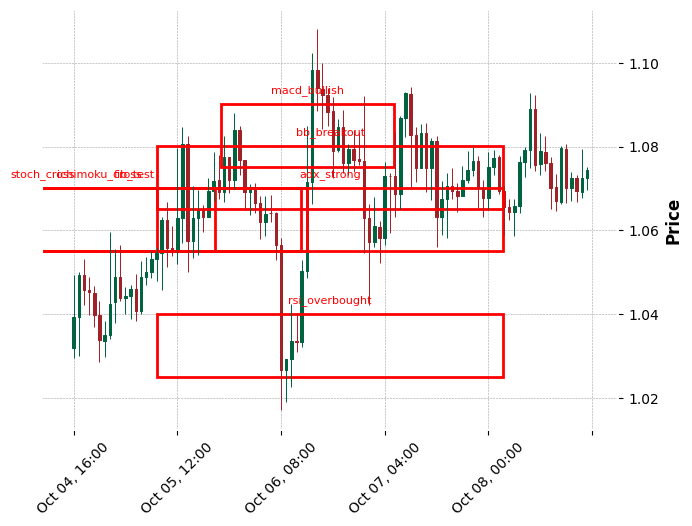 1.10
macd_bullish
bb_breakout
1.08
stoch_cross
adx_strong
1.06
Price
1.04
rsi_overbought
1.02
Oct 04, 16:00
Oct 05, 12:00
Oct 06, 08:00
Oct 07, 04:00
Oct 08, 00:00